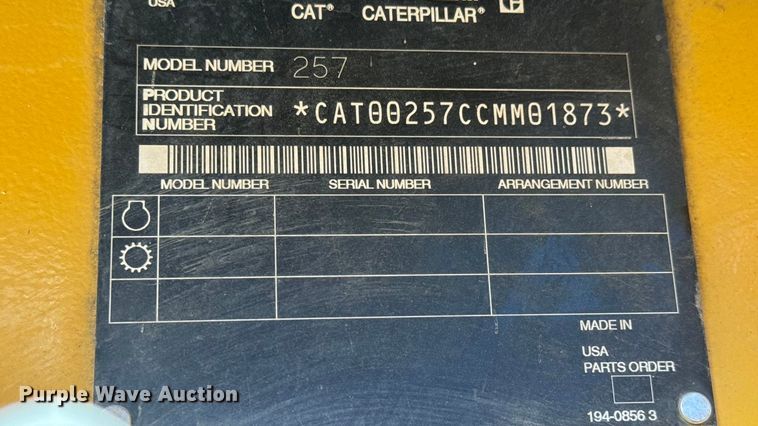 USA
CAT® CATERPILLAR®
MODEL NUMBER 257
PRODUCT
IDENTIFICATION
NUMBER *CAT00257CCMM01873*
MODEL NUMBER SERIAL NUMBER ARRANGEMENT NUMBER
MADE IN
USA
PARTS ORDER
194-0856 3
Purple Wave Auction